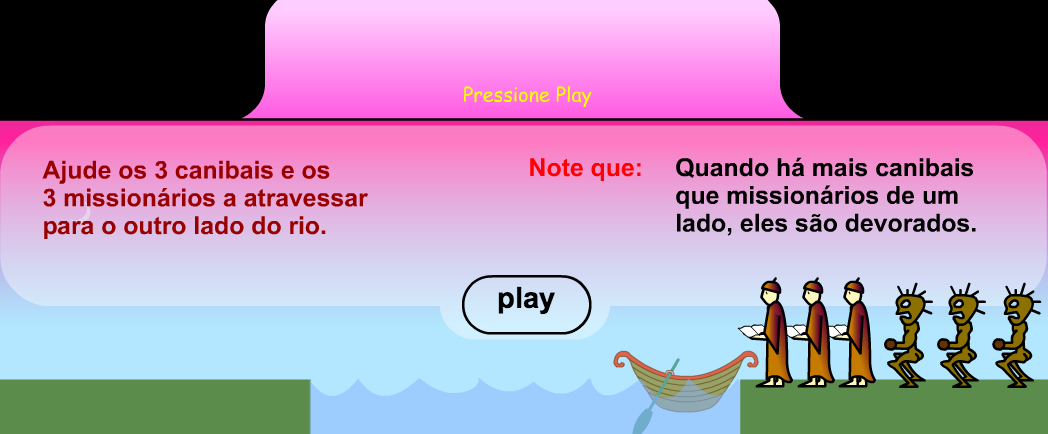 Pressione Play
Ajude os 3 canibais e os
3 missionários a atravessar
para o outro lado do rio.
Note que:
Quando há mais canibais
que missionários de um
lado, eles são devorados.
play